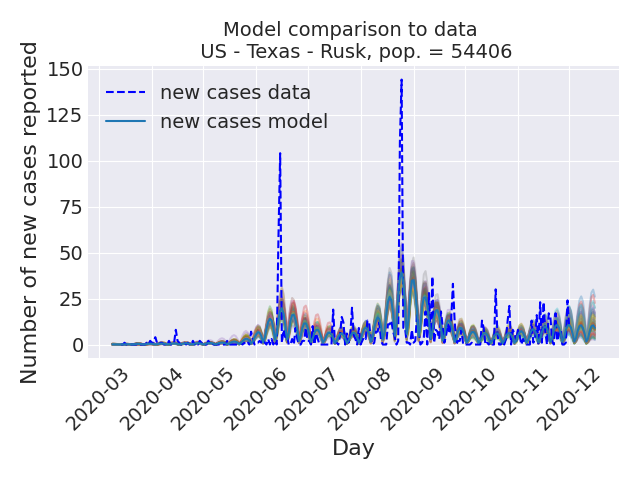 Model comparison to data
US - Texas - Rusk, pop. = 54406
Number of new cases reported
150
125
100
75
50
25
0
new cases data
new cases model
2020-03
2020-04
2020-05
2020-06
2020-07
2020-08
2020-09
2020-10
2020-11
2020-12
Day